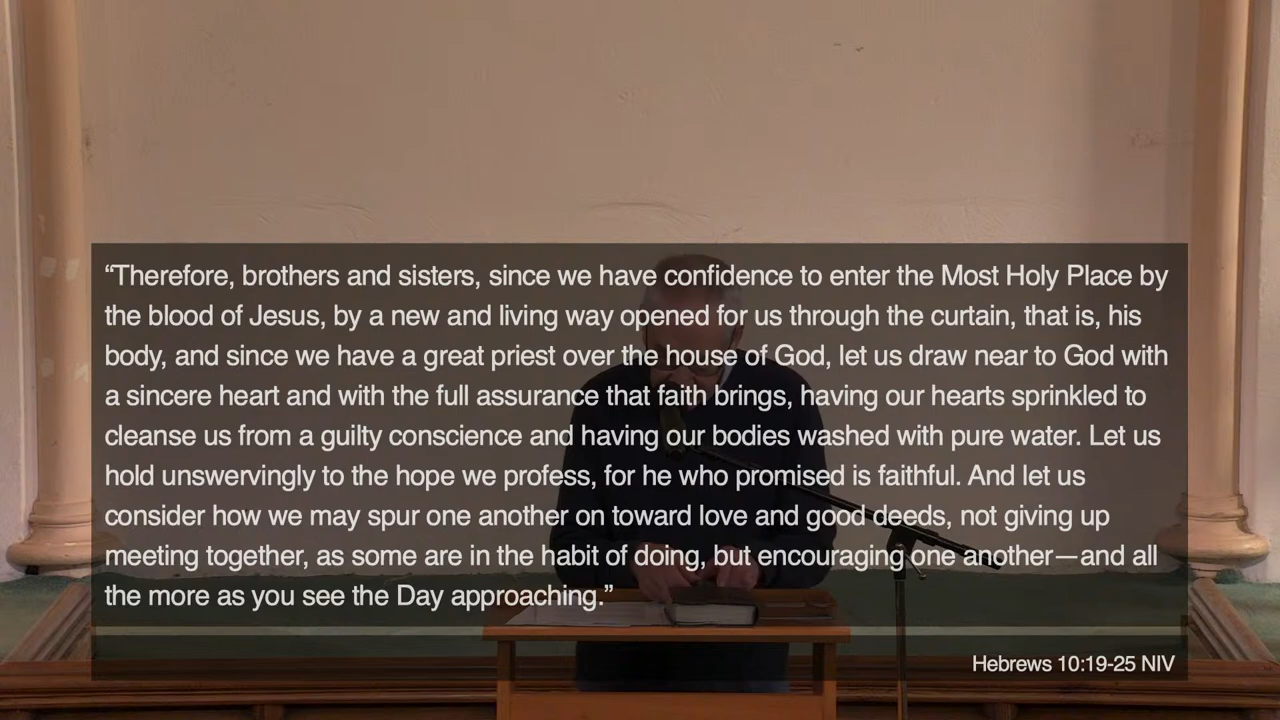 “Therefore, brothers and sisters, since we have confidence to enter the Most Holy Place by
the blood of Jesus, by a new and living way opened for us through the curtain, that is, his
body, and since we have a great priest over the house of God, let us draw near to God with
a sincere heart and with the full assurance that faith brings, having our hearts sprinkled to
cleanse us from a guilty conscience and having our bodies washed with pure water. Let us
hold unswervingly to the hope we profess, for he who promised is faithful. And let us
consider how we may spur one another on toward love and good deeds, not giving up
meeting together, as some are in the habit of doing, but encouraging one another—and all
the more as you see the Day approaching.”
Hebrews 10:19-25 NIV